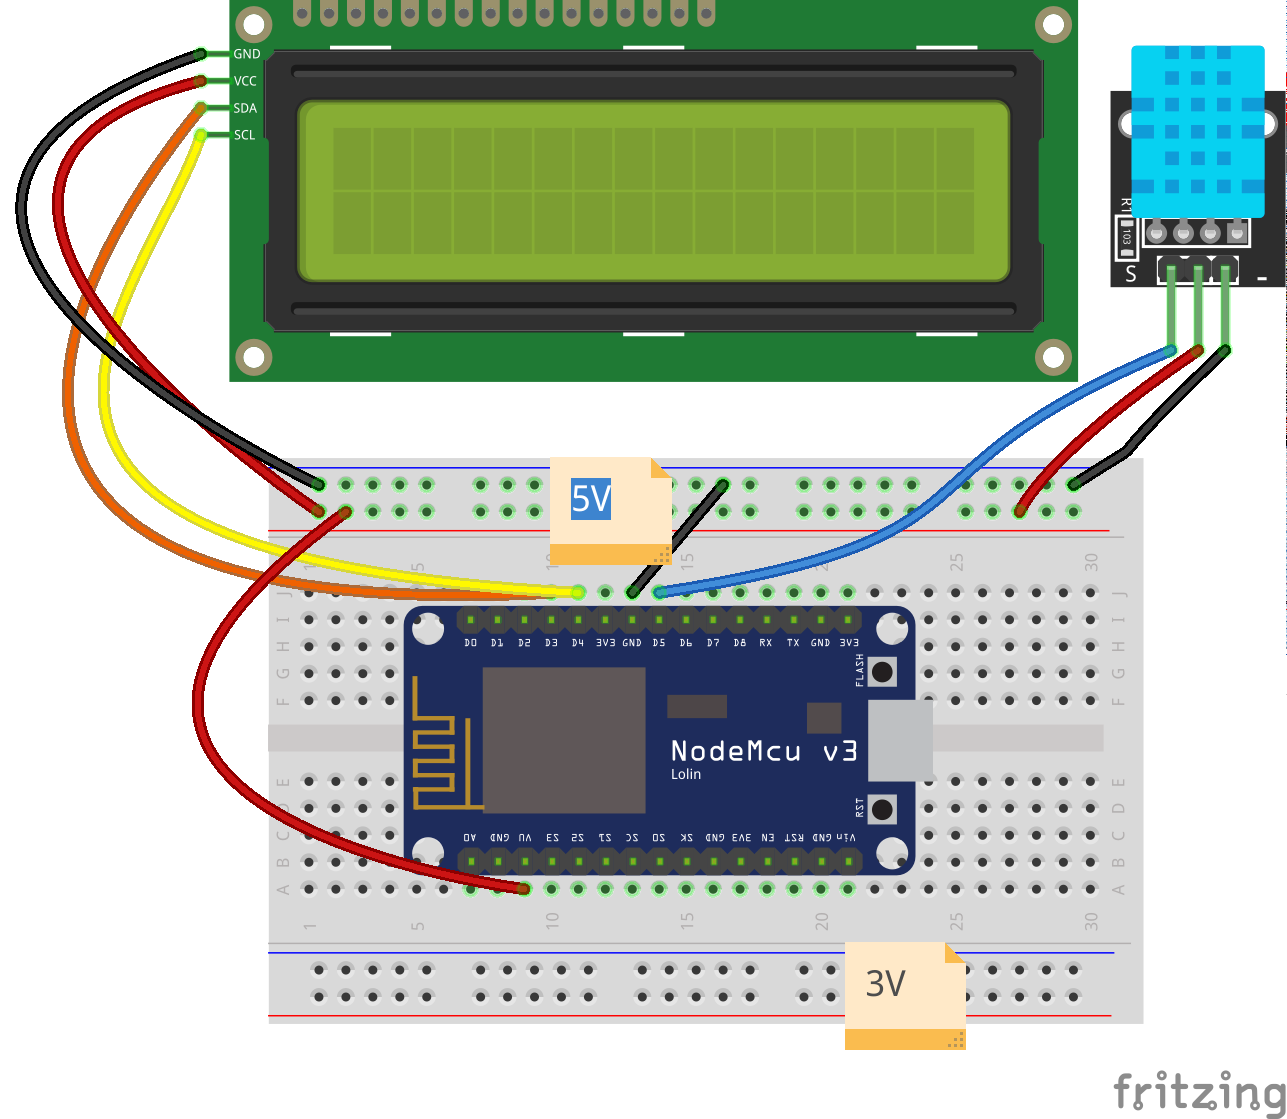 GND
VCC
SDA
SCL
R1
103
S
-
5V
1 5 10 15 20 25 30
J J
I I
H H
G G
F F
D0 D1 D2 D3 D4 3V3 GND D5 D6 D7 D8 RX TX GND 3V3
FLASH
NodeMcu v3
Lolin
RST
A0 GND VU S3 S2 S1 SC SO SK GND 3V3 EN RST GND Vin
E E
D D
C C
B B
A A
1 5 10 15 20 25 30
3V
fritzing